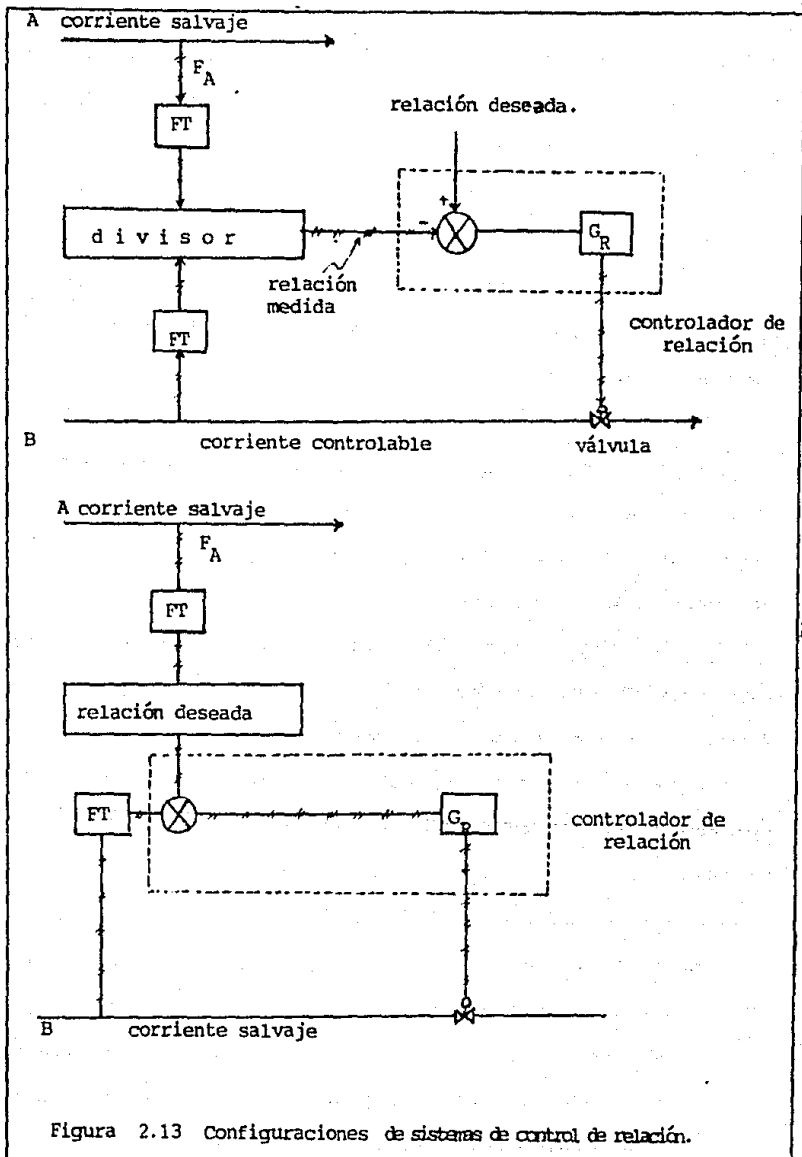 A corriente salvaje
F_A
FT
relación deseada.
+
divisor
-
G_R
relación
medida
FT
controlador de
relación
B
corriente controlable
válvula
A corriente salvaje
F_A
FT
relación deseada
FT
G_R
controlador de
relación
B
corriente salvaje
Figura 2.13 Configuraciones de sistemas de control de relación.